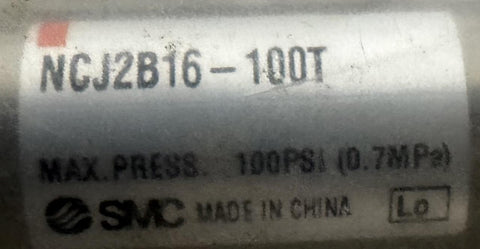 NCJ2B16-100T
MAX.PRESS. 100PSI (0.7MPa)
SMC MADE IN CHINA Lo